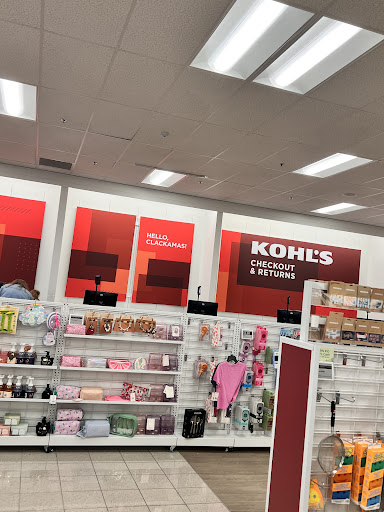 HELLO,
CLACKAMAS!
KOHL'S
CHECKOUT
& RETURNS